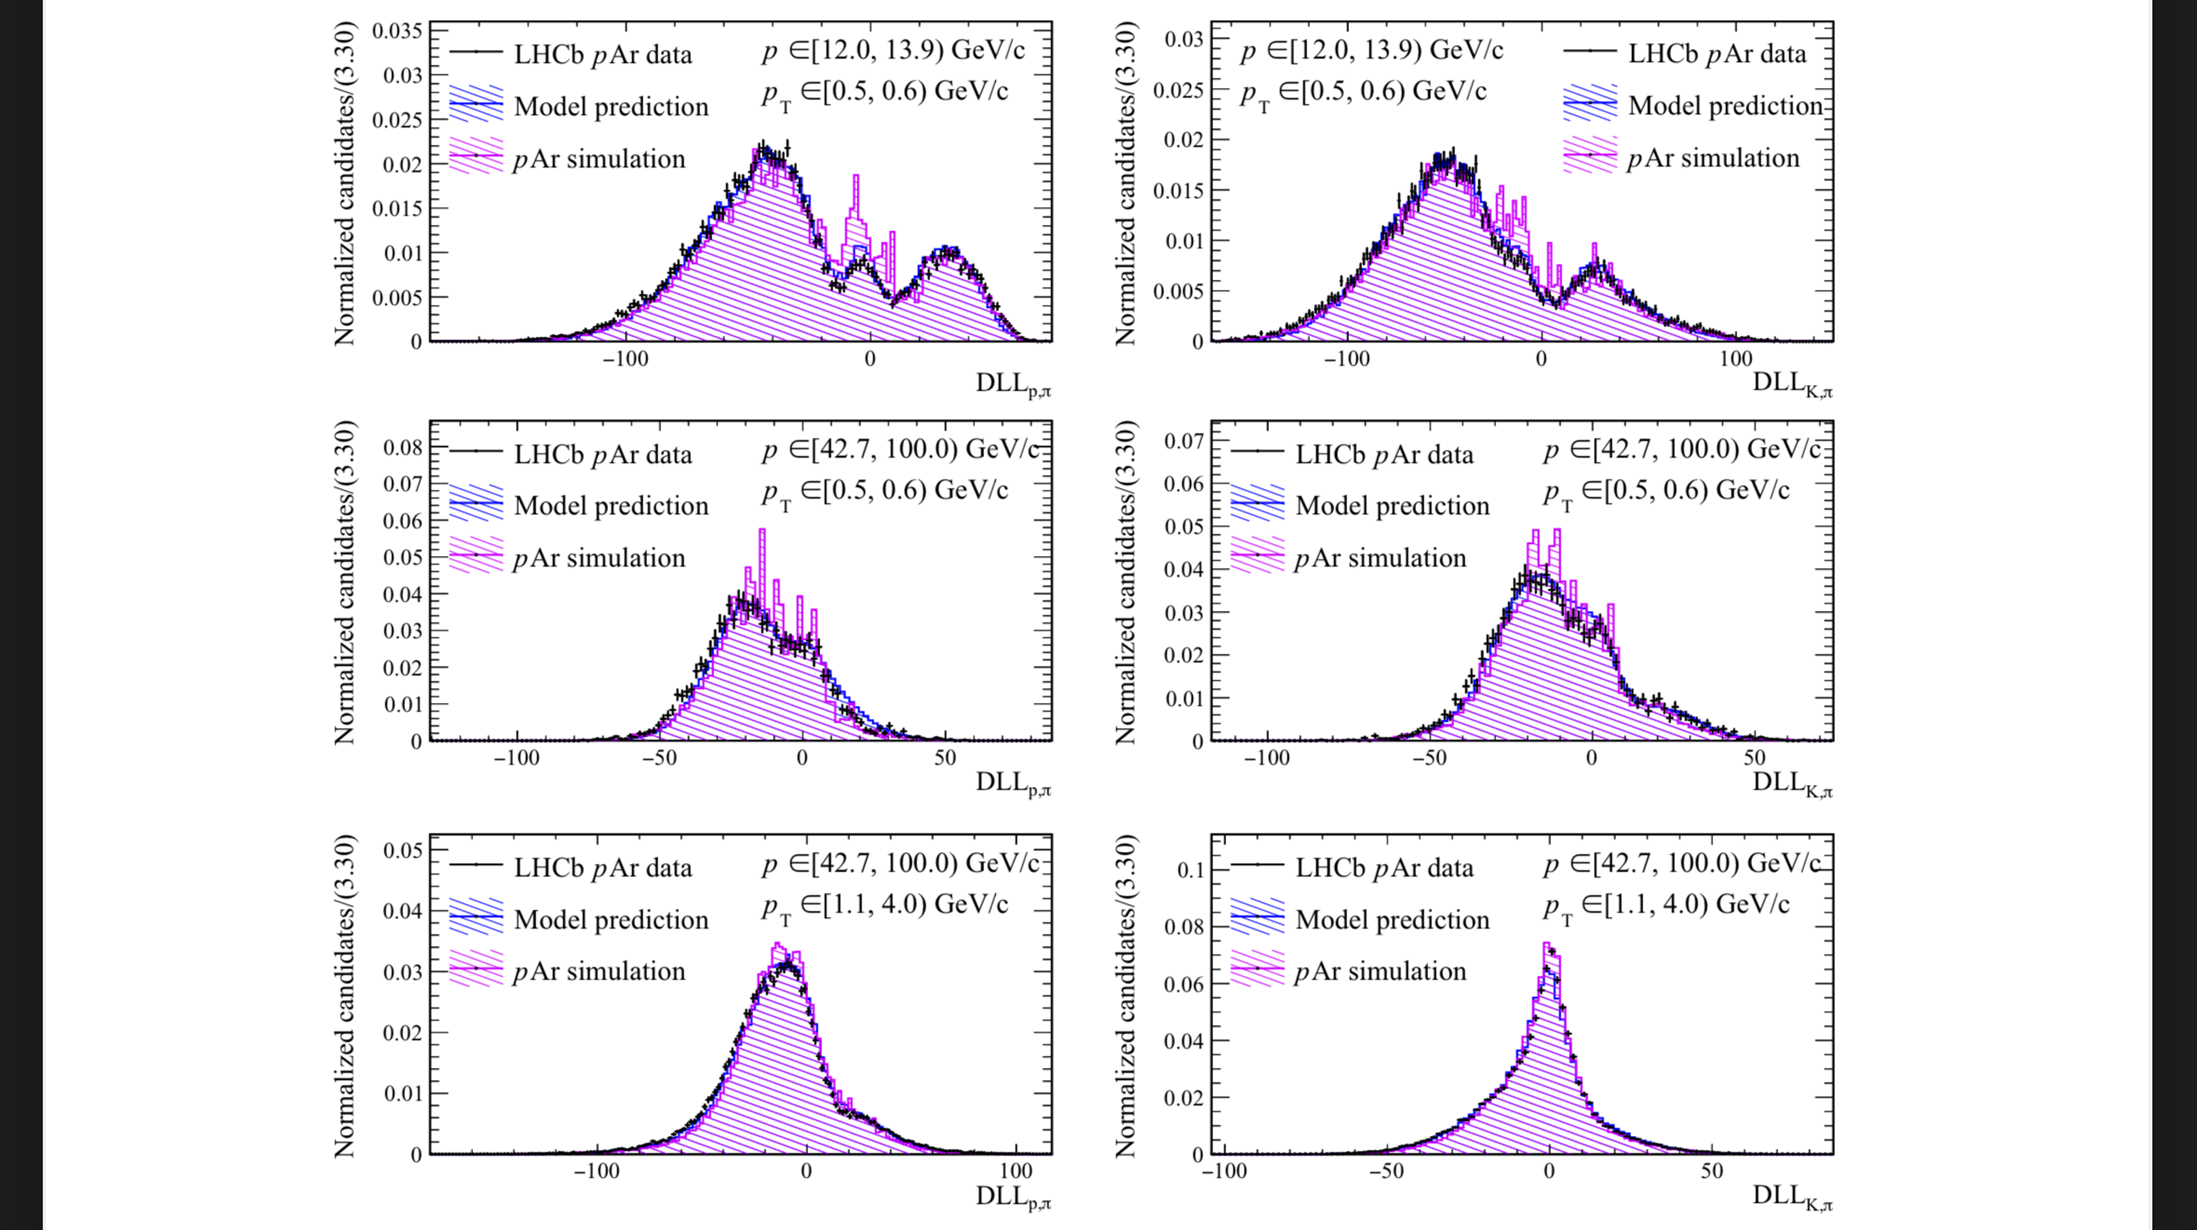 Normalized candidates/(3.30)
0.035
0.03
0.025
0.02
0.015
0.01
0.005
0
LHCb pAr data
Model prediction
pAr simulation
p ∈[12.0, 13.9) GeV/c
p_T ∈[0.5, 0.6) GeV/c
−100 0
DLL_p,π
Normalized candidates/(3.30)
0.03
0.025
0.02
0.015
0.01
0.005
0
p ∈[12.0, 13.9) GeV/c
p_T ∈[0.5, 0.6) GeV/c
LHCb pAr data
Model prediction
pAr simulation
−100 0 100
DLL_K,π
Normalized candidates/(3.30)
0.08
0.07
0.06
0.05
0.04
0.03
0.02
0.01
0
LHCb pAr data
Model prediction
pAr simulation
p ∈[42.7, 100.0) GeV/c
p_T ∈[0.5, 0.6) GeV/c
−100 −50 0 50
DLL_p,π
Normalized candidates/(3.30)
0.07
0.06
0.05
0.04
0.03
0.02
0.01
0
LHCb pAr data
Model prediction
pAr simulation
p ∈[42.7, 100.0) GeV/c
p_T ∈[0.5, 0.6) GeV/c
−100 −50 0 50
DLL_K,π
Normalized candidates/(3.30)
0.05
0.04
0.03
0.02
0.01
0
LHCb pAr data
Model prediction
pAr simulation
p ∈[42.7, 100.0) GeV/c
p_T ∈[1.1, 4.0) GeV/c
−100 0 100
DLL_p,π
Normalized candidates/(3.30)
0.1
0.08
0.06
0.04
0.02
0
LHCb pAr data
Model prediction
pAr simulation
p ∈[42.7, 100.0) GeV/c
p_T ∈[1.1, 4.0) GeV/c
−100 −50 0 50
DLL_K,π